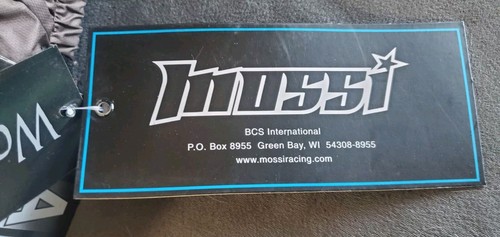 mossi
BCS International
P.O. Box 8955 Green Bay, WI 54308-8955
www.mossiracing.com